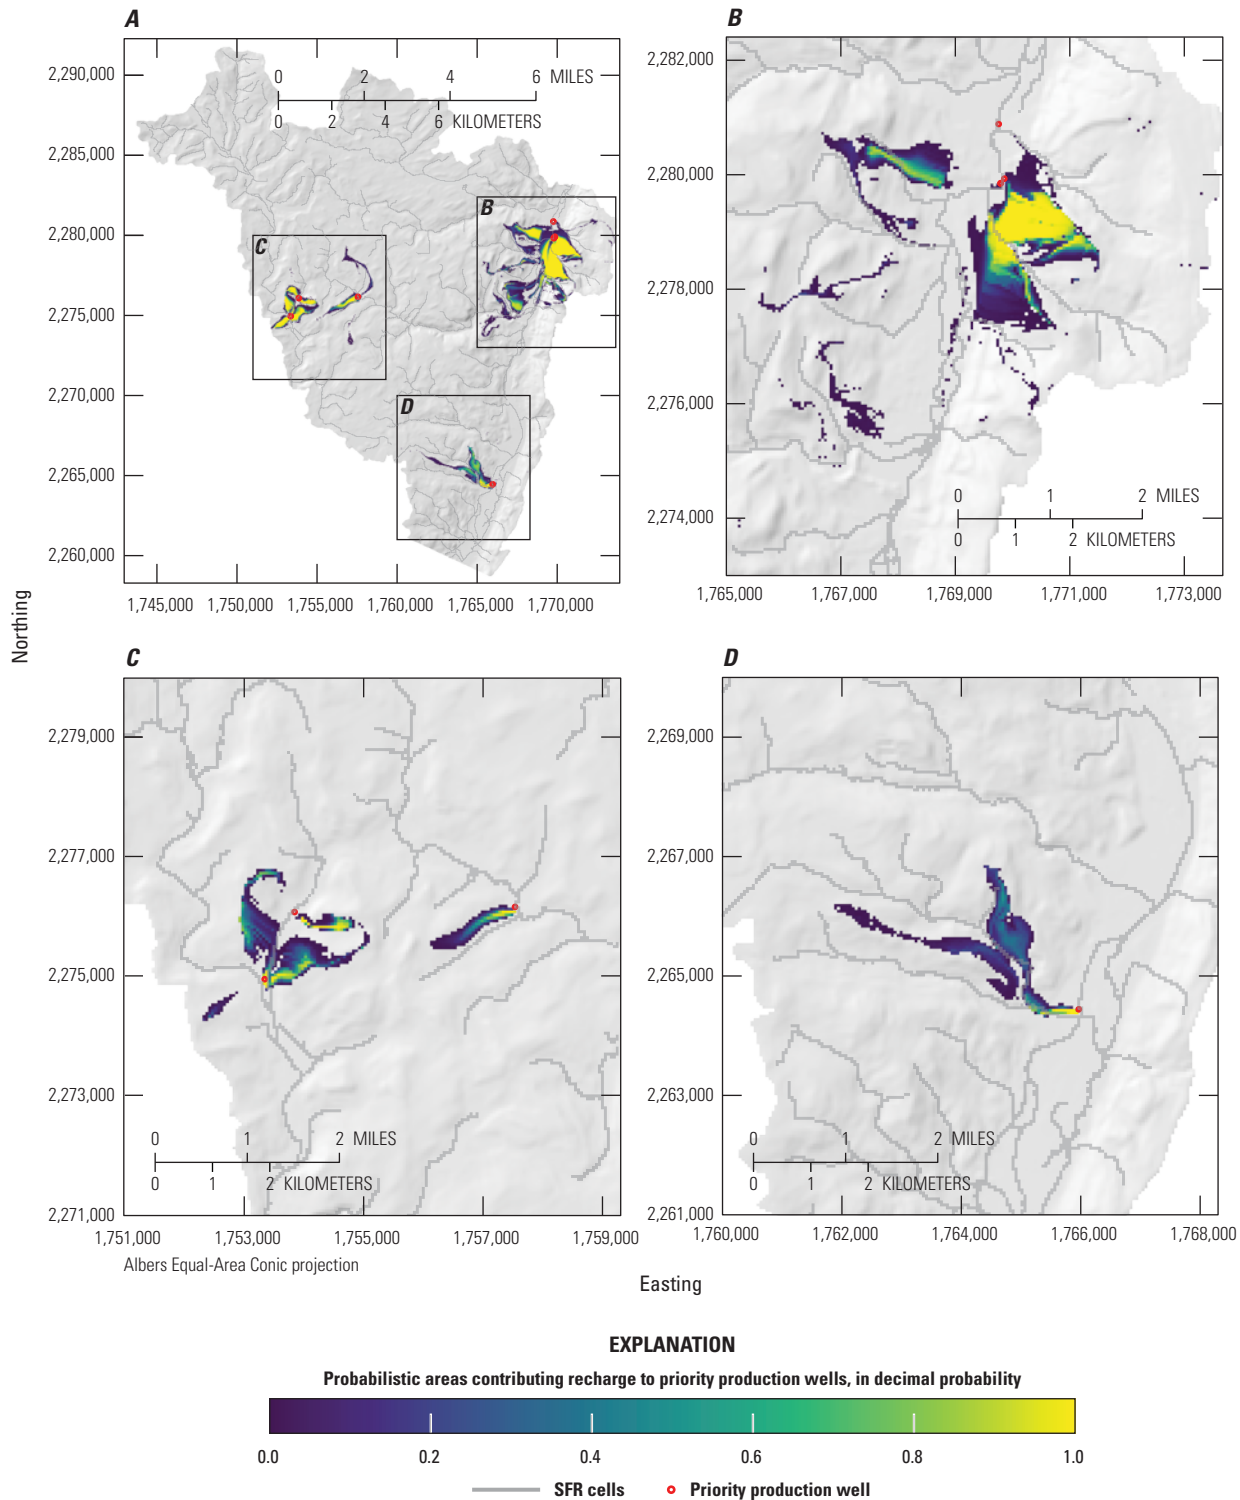 A
2,290,000
2,285,000
2,280,000
2,275,000
2,270,000
2,265,000
2,260,000
0 2 4 6 MILES
0 2 4 6 KILOMETERS
B
C
D
1,745,000 1,750,000 1,755,000 1,760,000 1,765,000 1,770,000
B
2,282,000
2,280,000
2,278,000
2,276,000
2,274,000
0 1 2 MILES
0 1 2 KILOMETERS
1,765,000 1,767,000 1,769,000 1,771,000 1,773,000
Northing
C
2,279,000
2,277,000
2,275,000
2,273,000
2,271,000
0 1 2 MILES
0 1 2 KILOMETERS
1,751,000 1,753,000 1,755,000 1,757,000 1,759,000
D
2,269,000
2,267,000
2,265,000
2,263,000
2,261,000
0 1 2 MILES
0 1 2 KILOMETERS
1,760,000 1,762,000 1,764,000 1,766,000 1,768,000
Albers Equal-Area Conic projection
Easting
EXPLANATION
Probabilistic areas contributing recharge to priority production wells, in decimal probability
0.0 0.2 0.4 0.6 0.8 1.0
SFR cells Priority production well